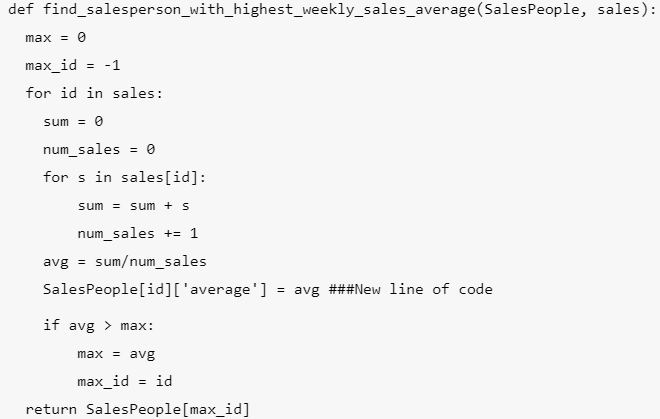 def find_salesperson_with_highest_weekly_sales_average(SalesPeople, sales):
  max = 0
  max_id = -1
  for id in sales:
    sum = 0
    num_sales = 0
    for s in sales[id]:
        sum = sum + s
        num_sales += 1
    avg = sum/num_sales
    SalesPeople[id]['average'] = avg ###New line of code
    if avg > max:
        max = avg
        max_id = id
  return SalesPeople[max_id]